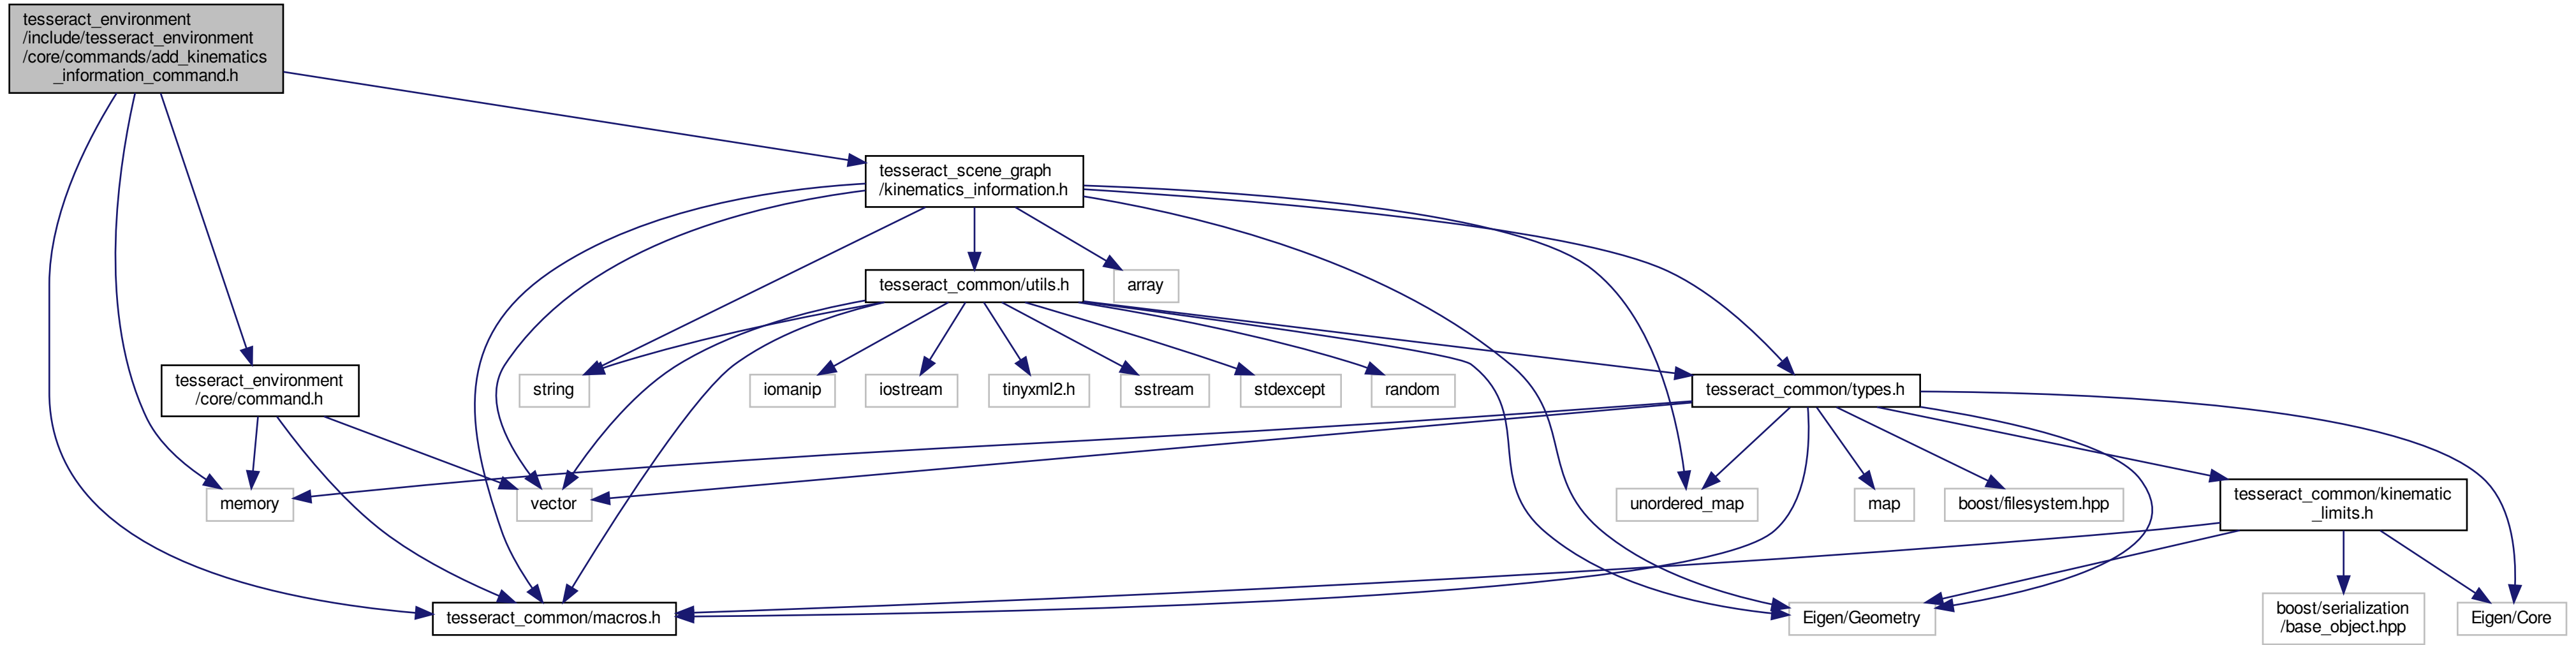 tesseract_environment
/include/tesseract_environment
/core/commands/add_kinematics
_information_command.h
tesseract_scene_graph
/kinematics_information.h
tesseract_common/utils.h
array
tesseract_environment
/core/command.h
string
iomanip
iostream
tinyxml2.h
sstream
stdexcept
random
tesseract_common/types.h
memory
vector
unordered_map
map
boost/filesystem.hpp
tesseract_common/kinematic
_limits.h
tesseract_common/macros.h
Eigen/Geometry
boost/serialization
/base_object.hpp
Eigen/Core